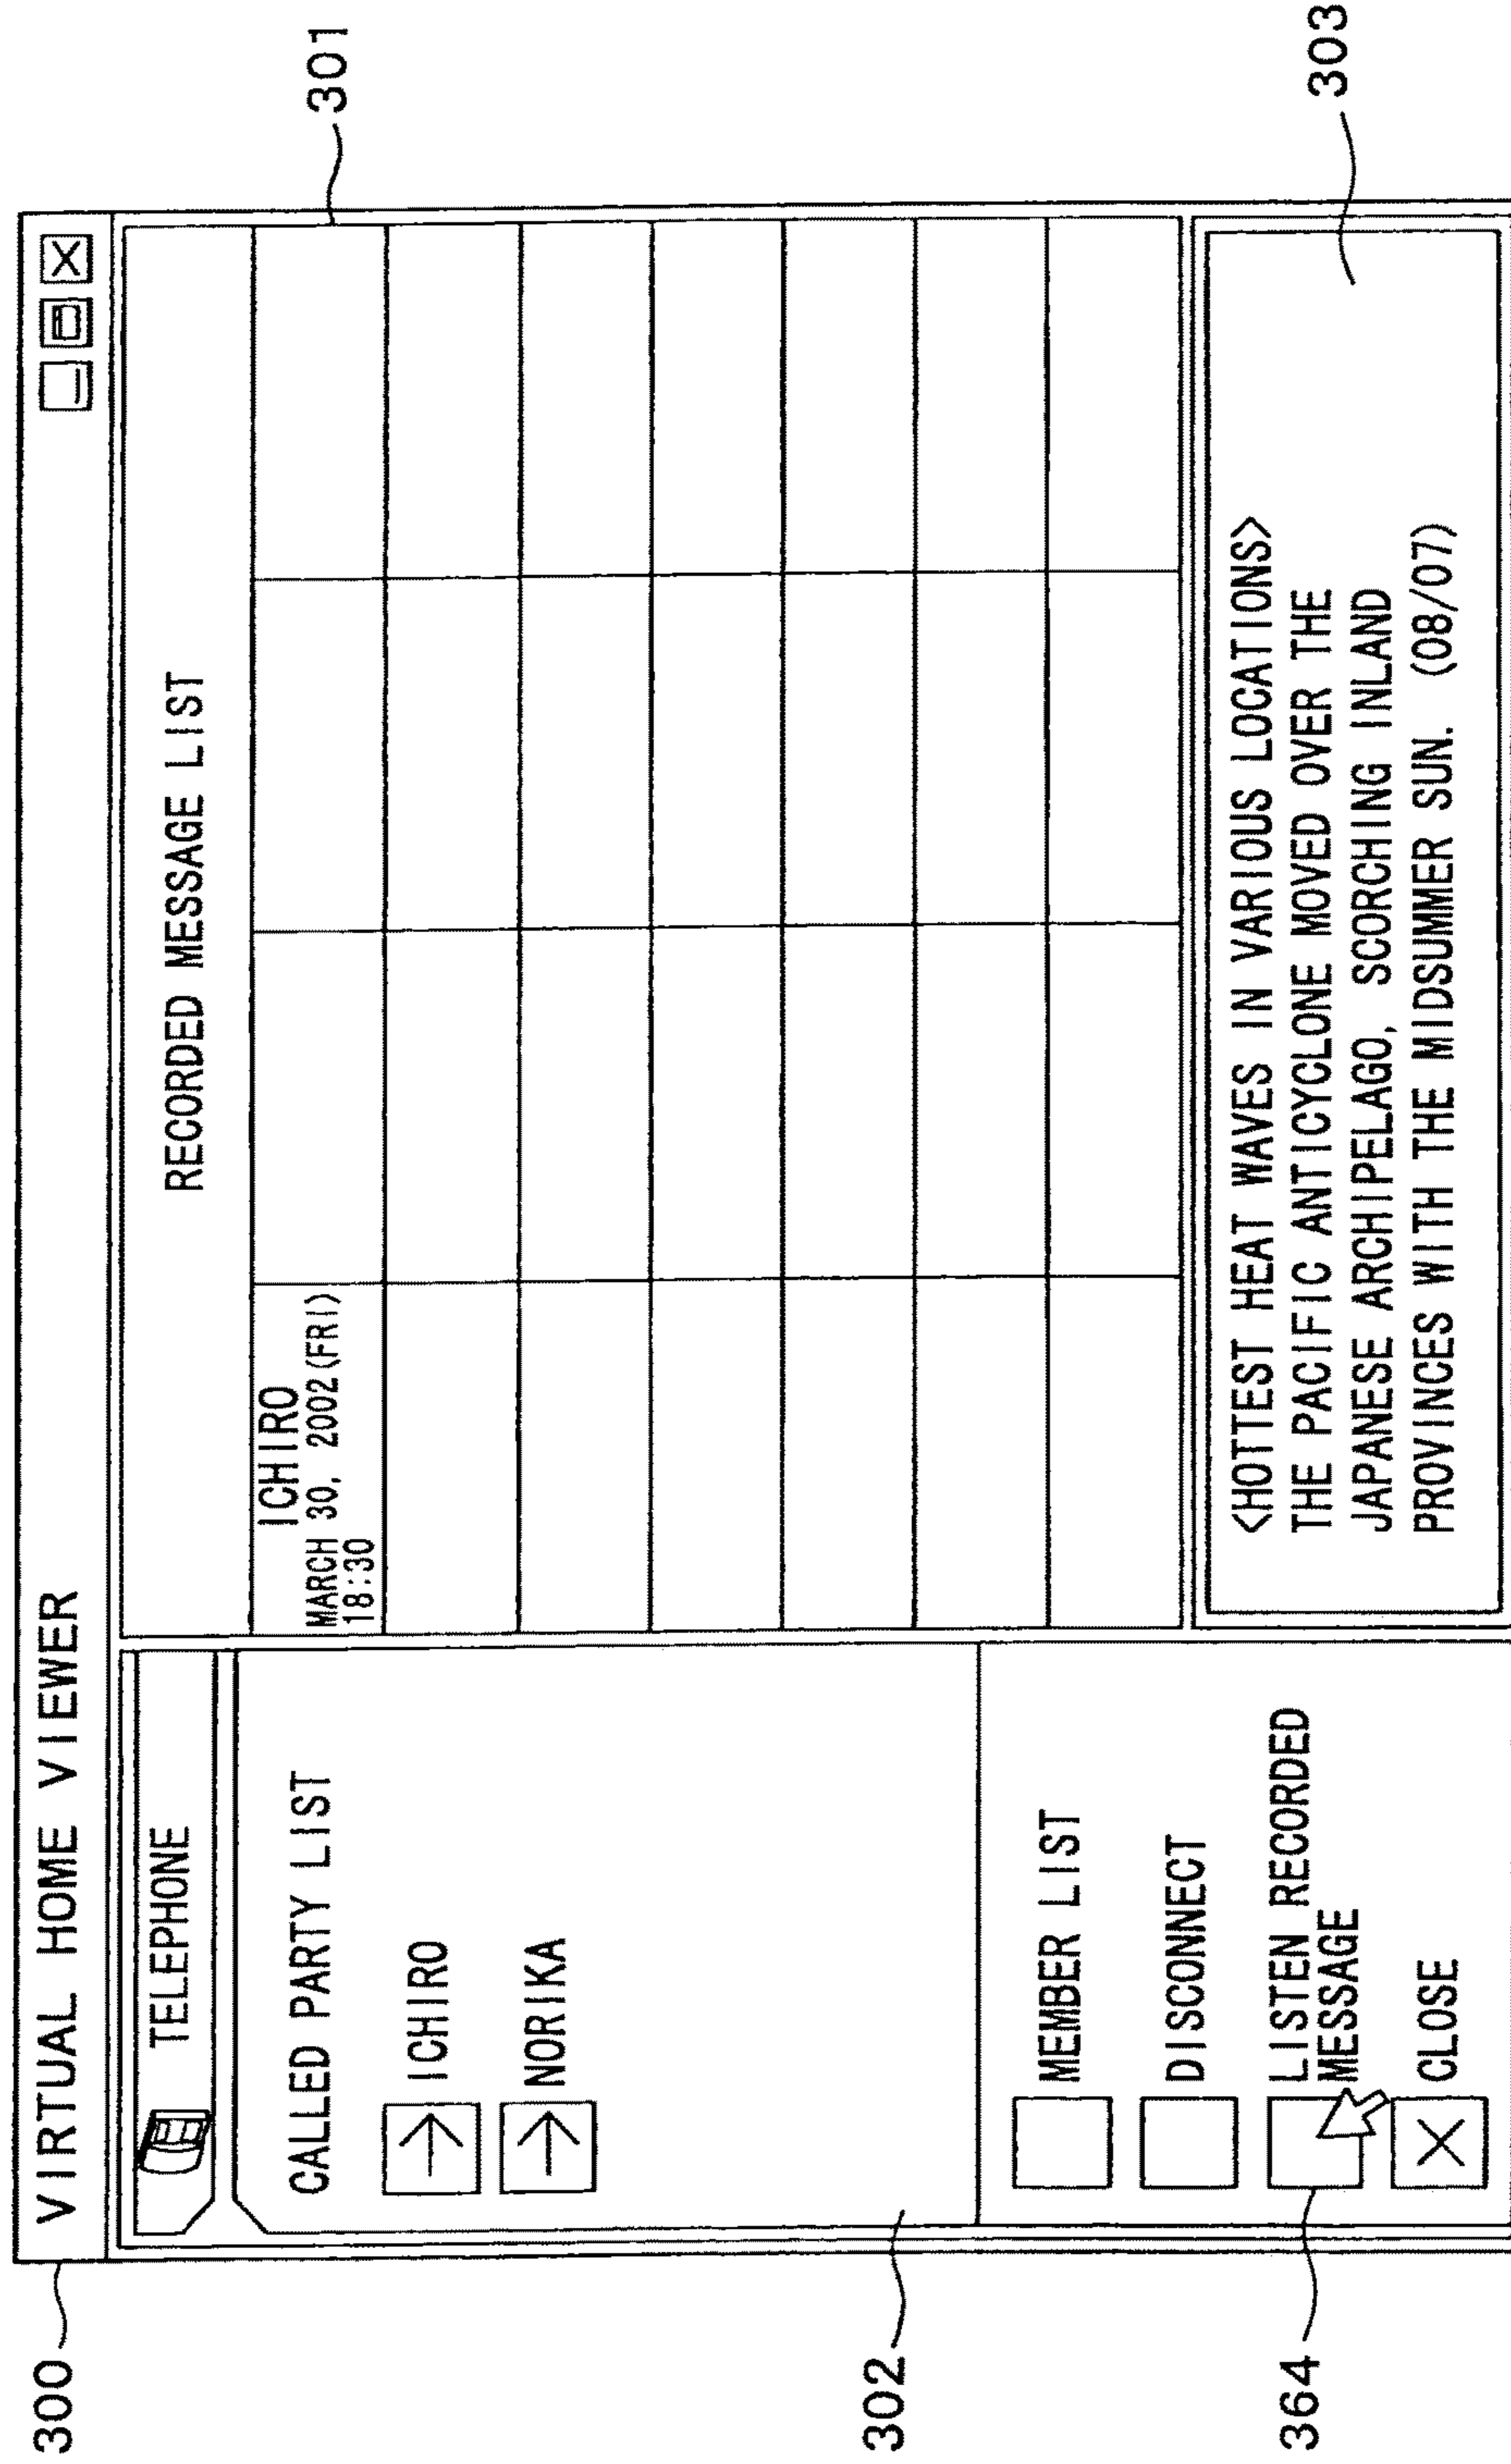 300
VIRTUAL HOME VIEWER
TELEPHONE
CALLED PARTY LIST
ICHIRO
NORIKA
302
MEMBER LIST
DISCONNECT
364
LISTEN RECORDED
MESSAGE
CLOSE
RECORDED MESSAGE LIST
301
ICHIRO
MARCH 30, 2002(FRI)
18:30
303
<HOTTEST HEAT WAVES IN VARIOUS LOCATIONS>
THE PACIFIC ANTICYCLONE MOVED OVER THE
JAPANESE ARCHIPELAGO, SCORCHING INLAND
PROVINCES WITH THE MIDSUMMER SUN. (08/07)